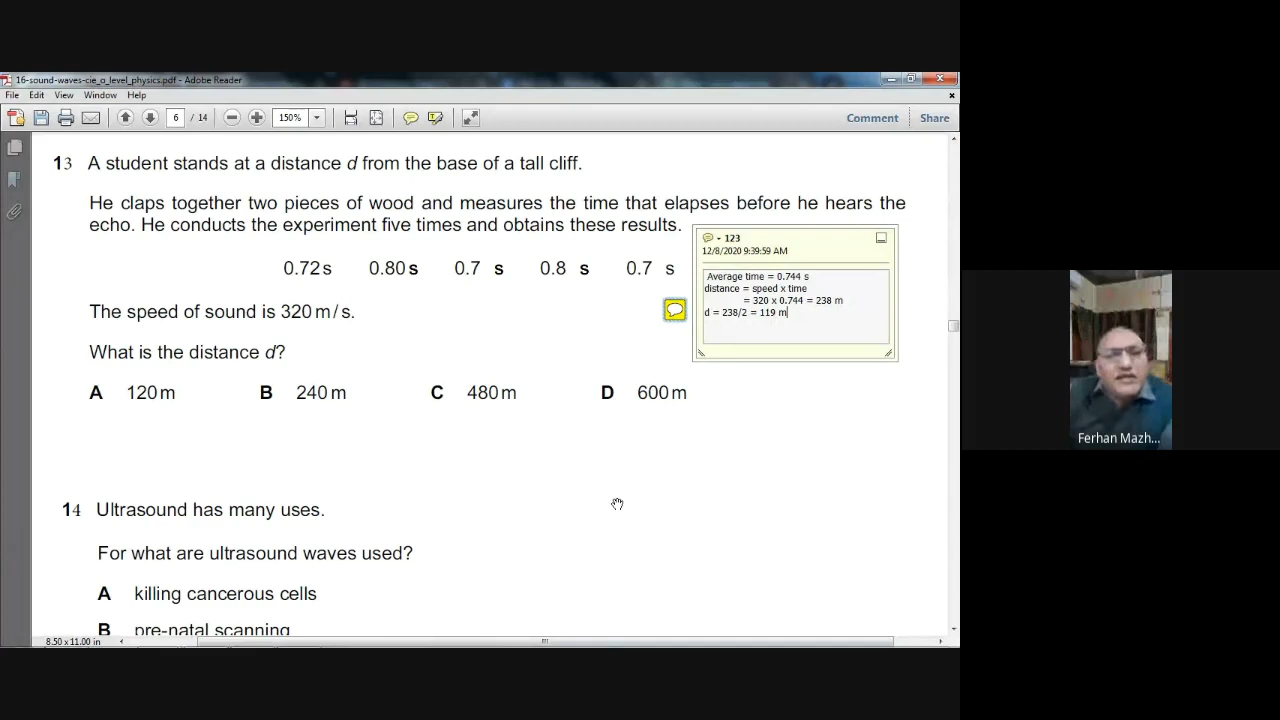 16-sound-waves-cie_o_level_physics.pdf - Adobe Reader
File Edit View Window Help
6 / 14 150% Comment Share
13 A student stands at a distance d from the base of a tall cliff.
He claps together two pieces of wood and measures the time that elapses before he hears the
echo. He conducts the experiment five times and obtains these results.
0.72 s 0.80 s 0.7 s 0.8 s 0.7 s
123
12/8/2020 9:39:59 AM
Average time = 0.744 s
distance = speed x time
= 320 x 0.744 = 238 m
d = 238/2 = 119 m
The speed of sound is 320 m / s.
What is the distance d?
A 120 m B 240 m C 480 m D 600 m
14 Ultrasound has many uses.
For what are ultrasound waves used?
A killing cancerous cells
B pre-natal scanning
8.50 x 11.00 in
Ferhan Mazh...